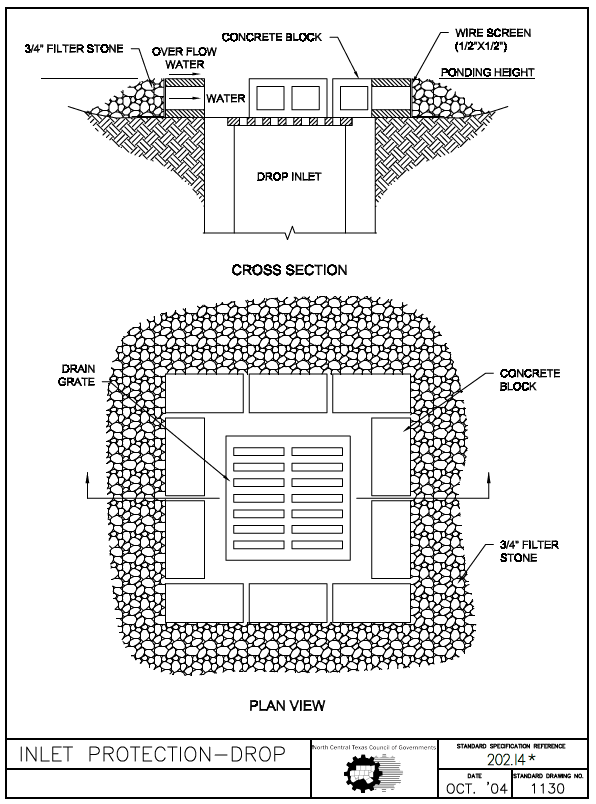 3/4" FILTER STONE
OVER FLOW
WATER
CONCRETE BLOCK
WIRE SCREEN
(1/2"X1/2")
PONDING HEIGHT
WATER
DROP INLET
CROSS SECTION
DRAIN
GRATE
CONCRETE
BLOCK
3/4" FILTER
STONE
PLAN VIEW
INLET PROTECTION-DROP
North Central Texas Council of Governments
STANDARD SPECIFICATION REFERENCE
202.14*
DATE
OCT. '04
STANDARD DRAWING NO.
1130